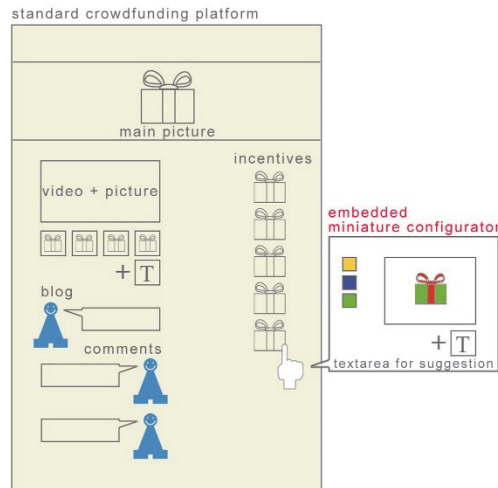 standard crowdfunding platform
main picture
incentives
video + picture
+ T
blog
comments
embedded
miniature configurator
+ T
textarea for suggestion